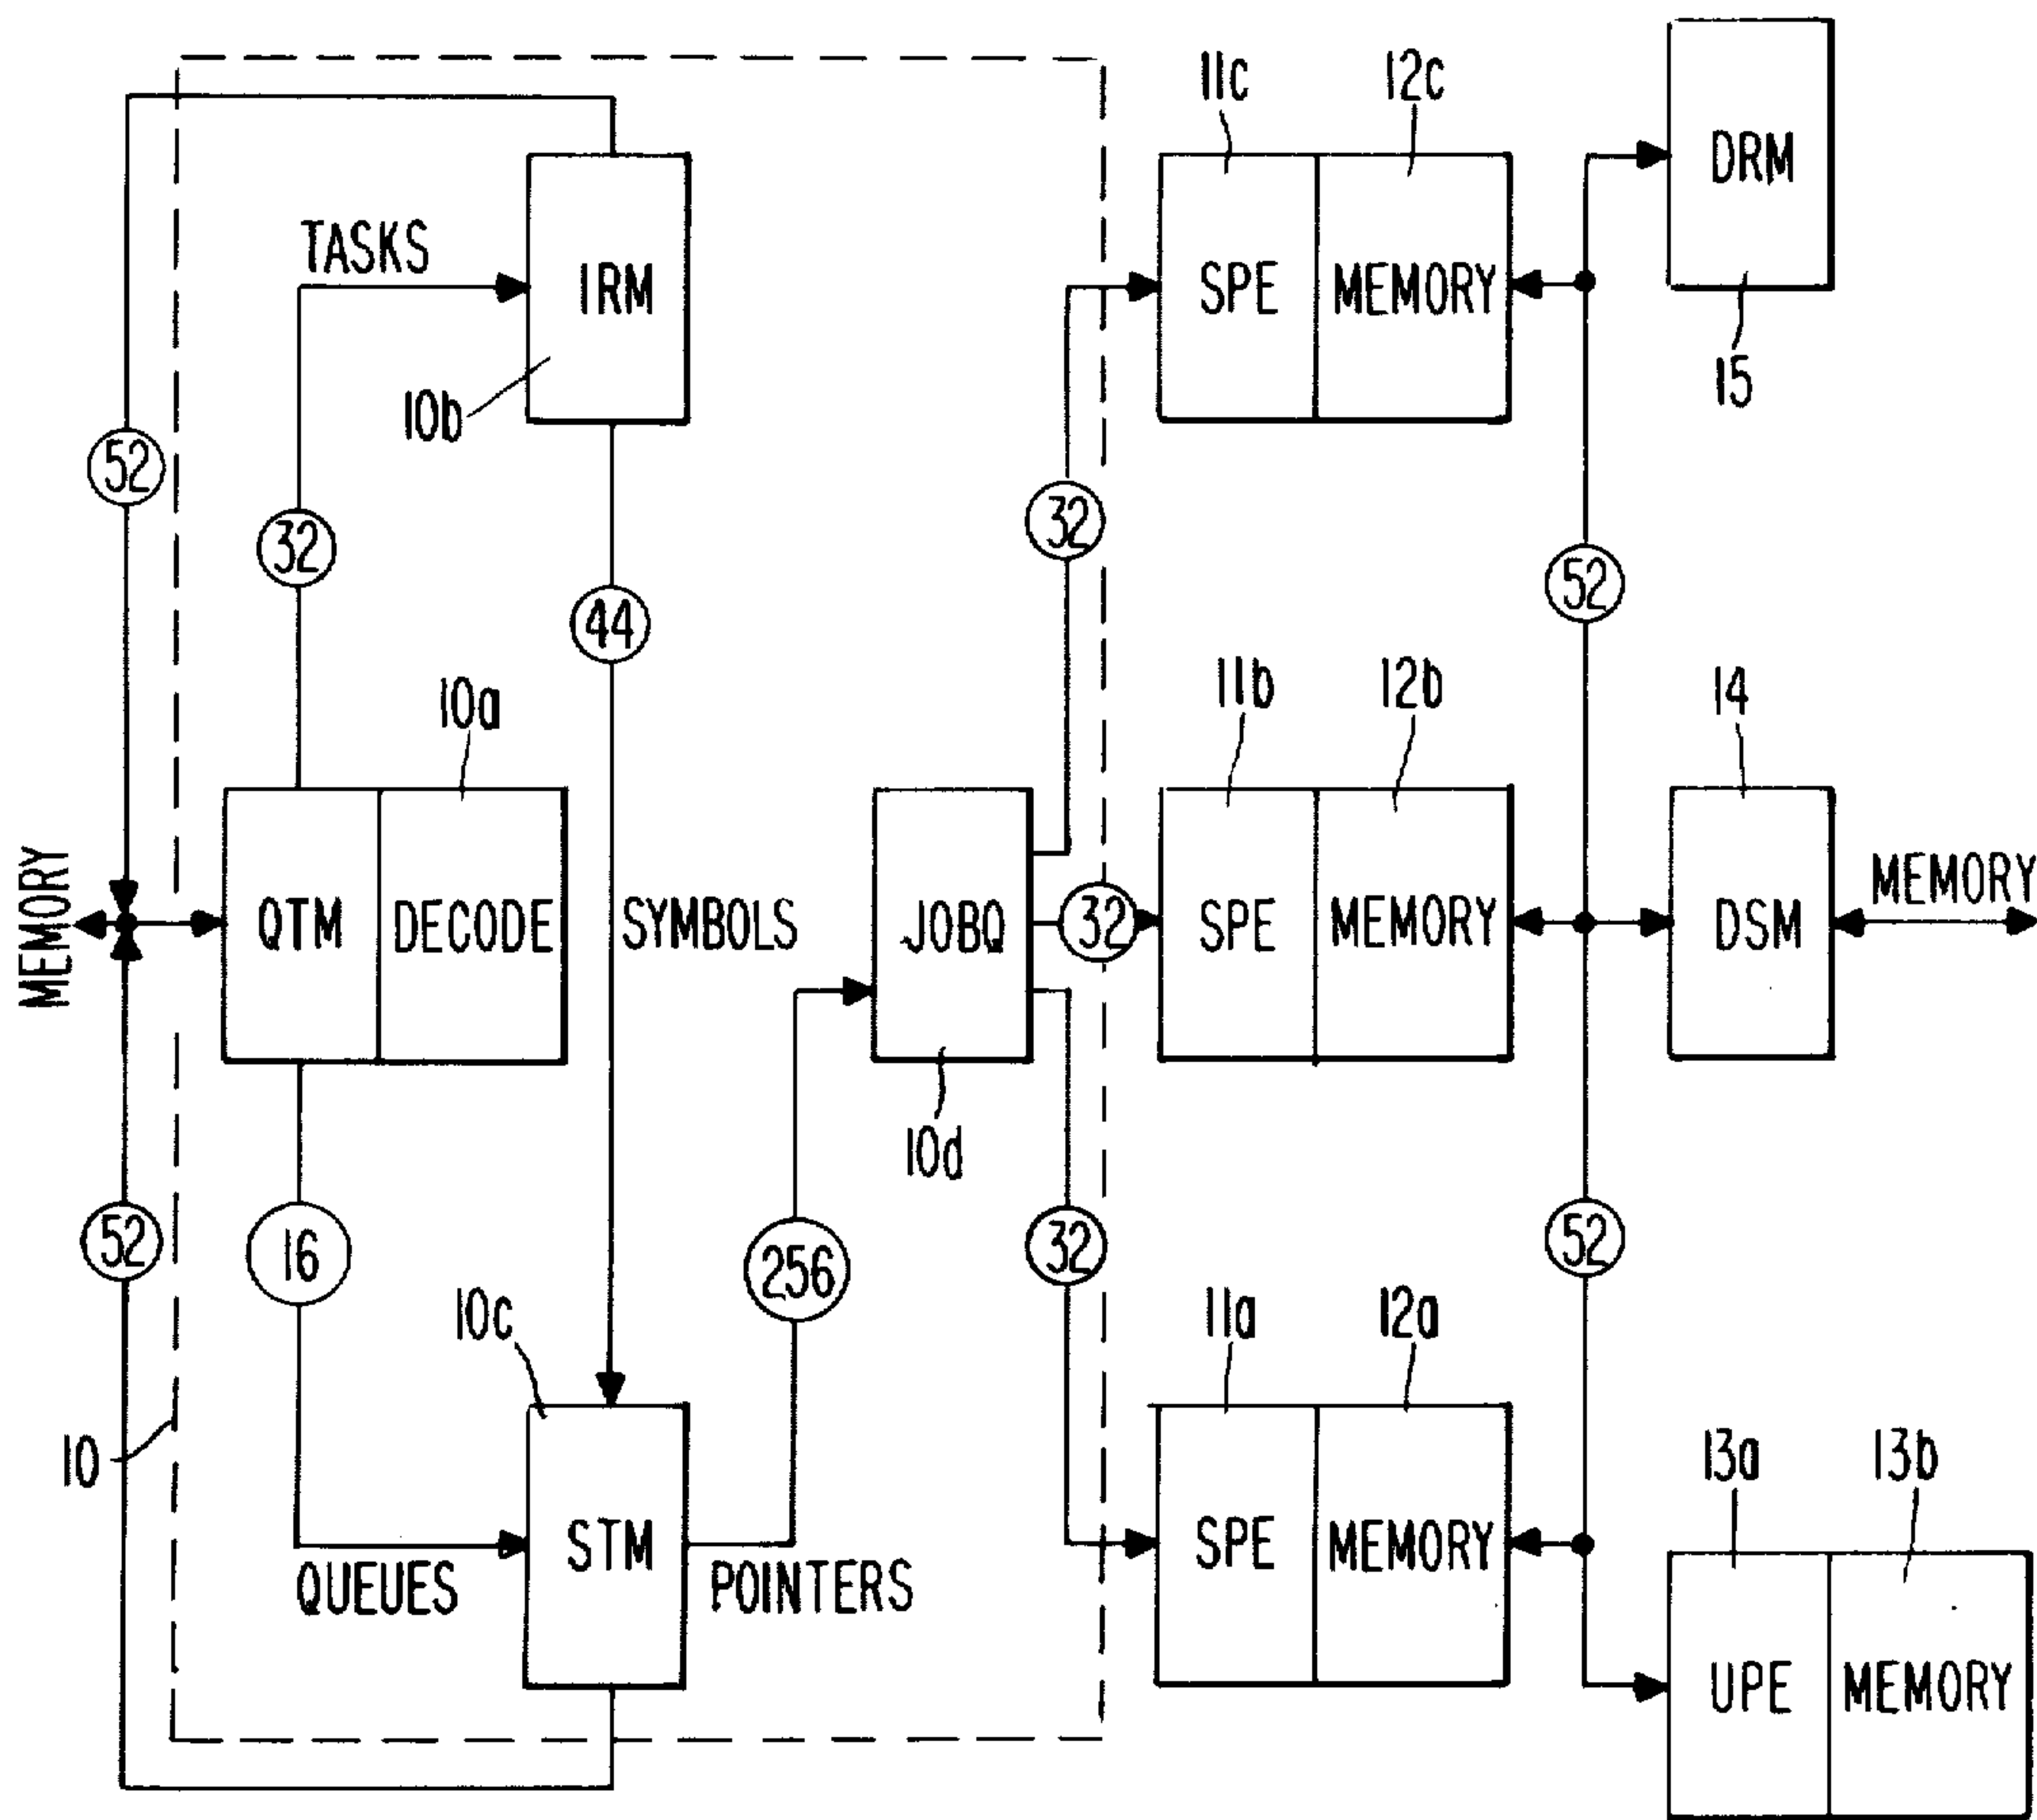 11c
12c
DRM
15
TASKS
IRM
10b
SPE
MEMORY
52
32
44
32
52
10a
11b
12b
14
MEMORY
QTM
DECODE
SYMBOLS
JOBQ
32
SPE
MEMORY
DSM
MEMORY
10d
52
16
256
32
52
10c
11a
12a
10
13a
13b
QUEUES
STM
POINTERS
SPE
MEMORY
UPE
MEMORY